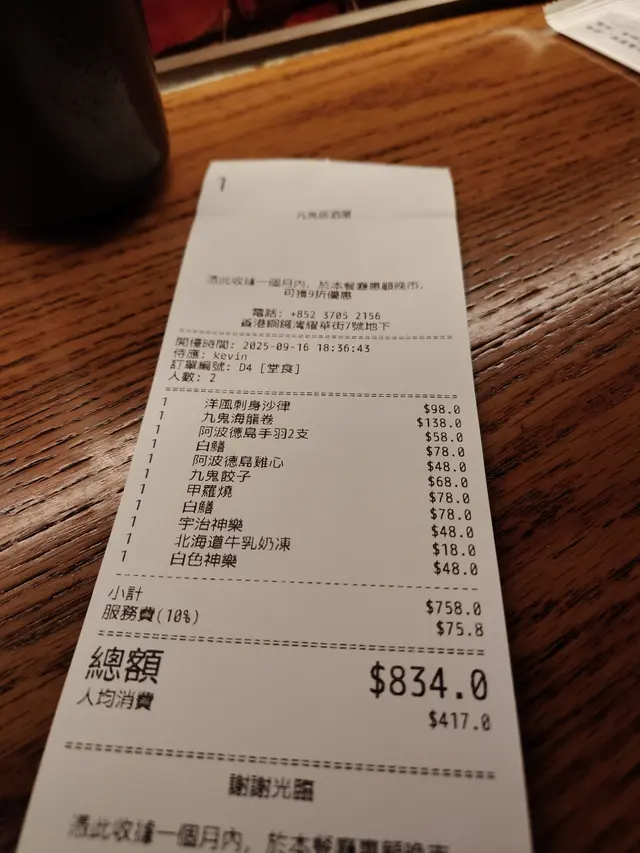 1
九鬼居酒屋
憑此收據一個月內，於本餐廳惠顧晚市，
可獲9折優惠
電話: +852 3705 2156
香港銅鑼灣耀華街7號地下
開檯時間: 2025-09-16 18:36:43
侍應: kevin
訂單編號: D4 [堂食]
人數: 2
1 洋風刺身沙律 $98.0
1 九鬼海龍卷 $138.0
1 阿波德島手羽2支 $58.0
1 白鱔 $78.0
1 阿波德島雞心 $48.0
1 九鬼餃子 $68.0
1 甲羅燒 $78.0
1 白鱔 $78.0
1 宇治神樂 $48.0
1 北海道牛乳奶凍 $18.0
1 白色神樂 $48.0
小計 $758.0
服務費(10%) $75.8
總額 $834.0
人均消費 $417.0
謝謝光臨
憑此收據一個月內，於本餐廳惠顧晚市